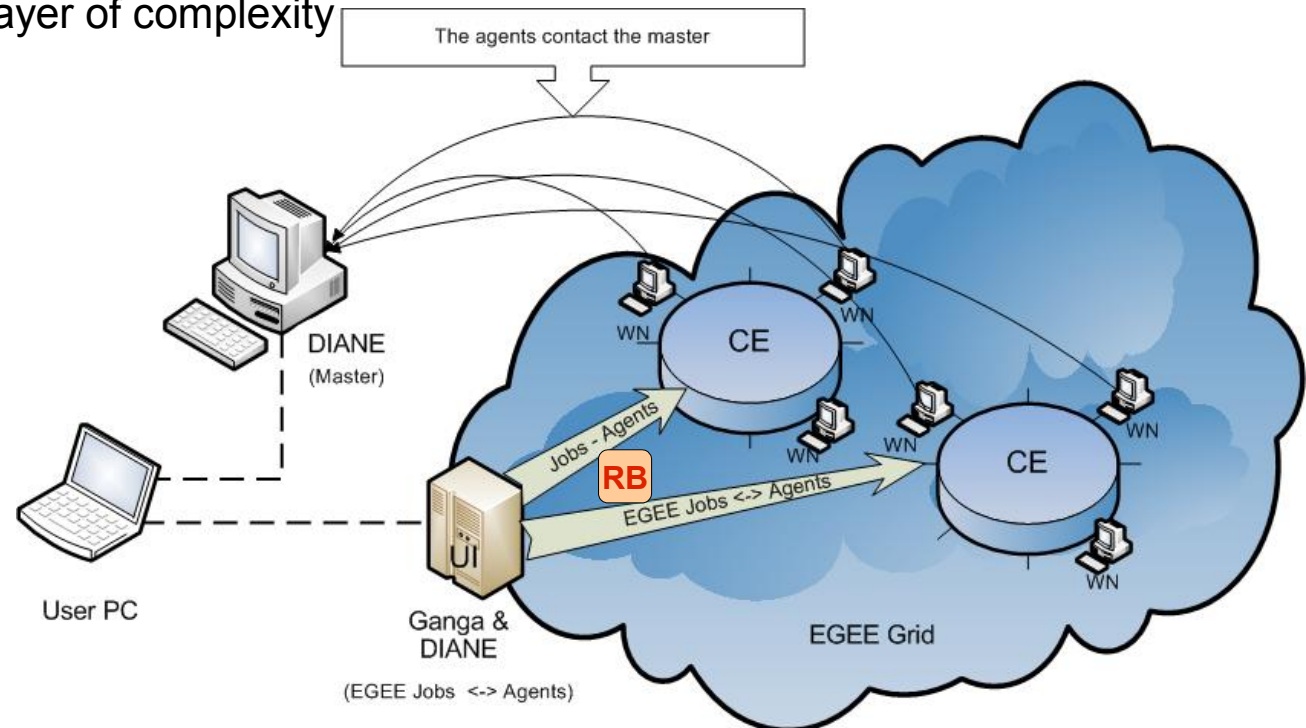 ayer of complexity
The agents contact the master
DIANE
(Master)
WN
CE
WN
WN
WN
CE
WN
WN
Jobs - Agents
RB
EGEE Jobs <-> Agents
UI
User PC
Ganga &
DIANE
(EGEE Jobs <-> Agents)
EGEE Grid